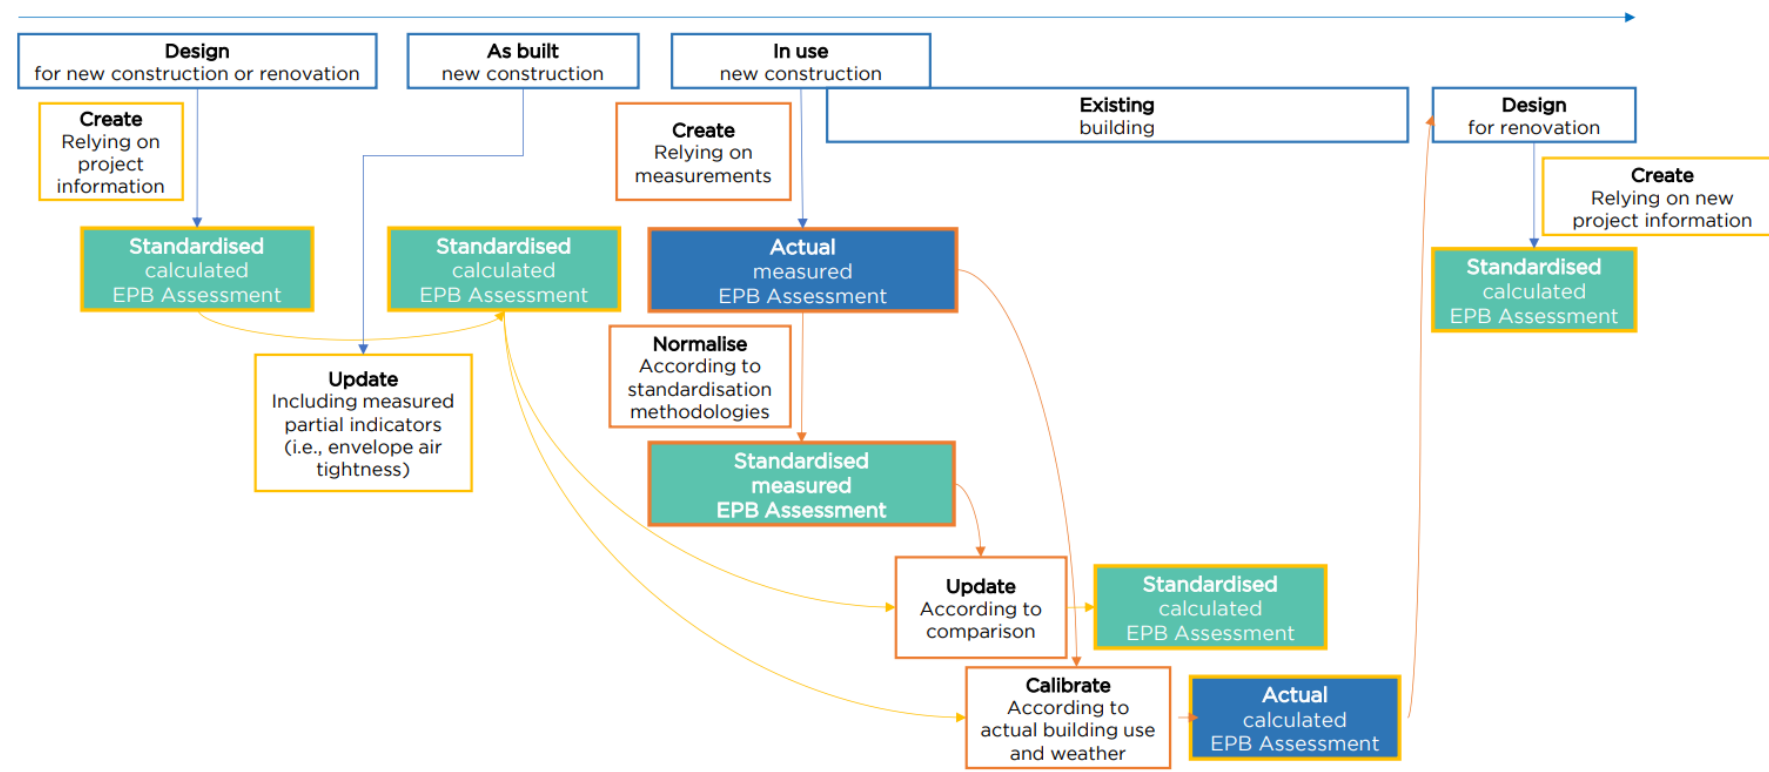 Design
for new construction or renovation
As built
new construction
In use
new construction
Existing
building
Design
for renovation
Create
Relying on
project
information
Create
Relying on
measurements
Create
Relying on new
project information
Standardised
calculated
EPB Assessment
Standardised
calculated
EPB Assessment
Actual
measured
EPB Assessment
Standardised
calculated
EPB Assessment
Update
Including measured
partial indicators
(i.e., envelope air
tightness)
Normalise
According to
standardisation
methodologies
Standardised
measured
EPB Assessment
Update
According to
comparison
Standardised
calculated
EPB Assessment
Calibrate
According to
actual building use
and weather
Actual
calculated
EPB Assessment